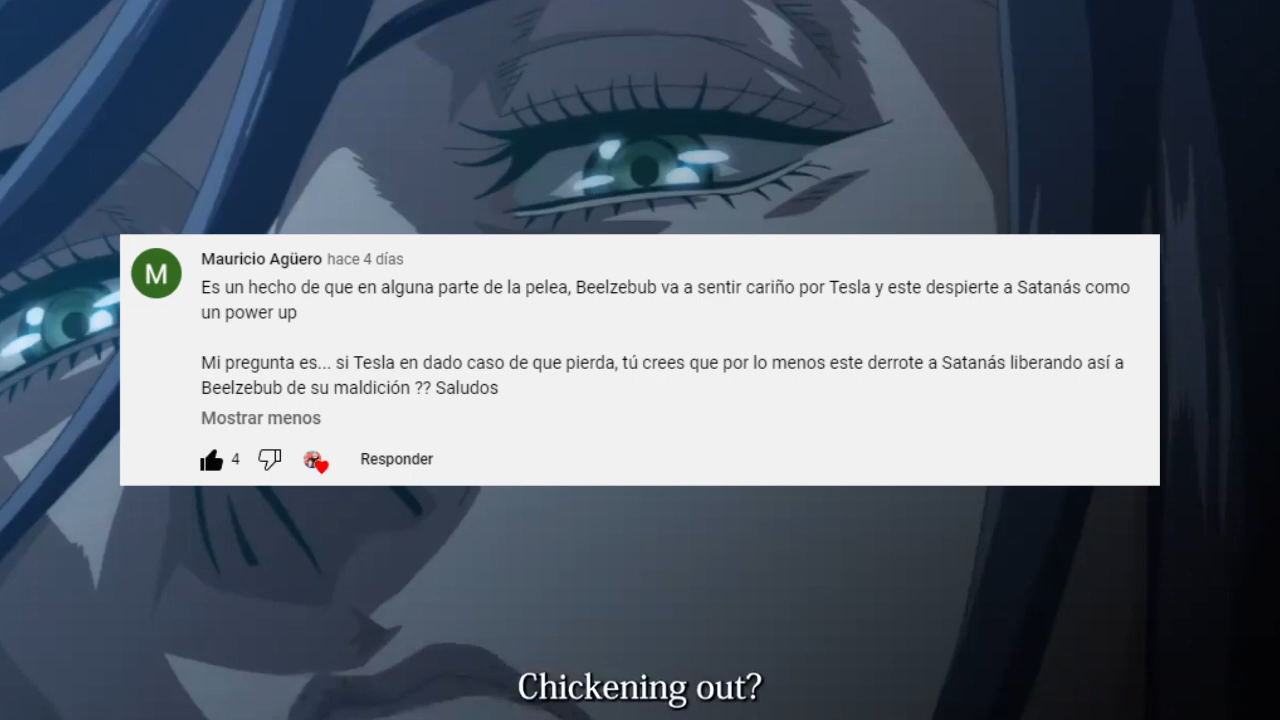 M
Mauricio Agüero hace 4 días
Es un hecho de que en alguna parte de la pelea, Beelzebub va a sentir cariño por Tesla y este despierte a Satanás como
un power up
Mi pregunta es... si Tesla en dado caso de que pierda, tú crees que por lo menos este derrote a Satanás liberando así a
Beelzebub de su maldición ?? Saludos
Mostrar menos
4
Responder
Chickening out?